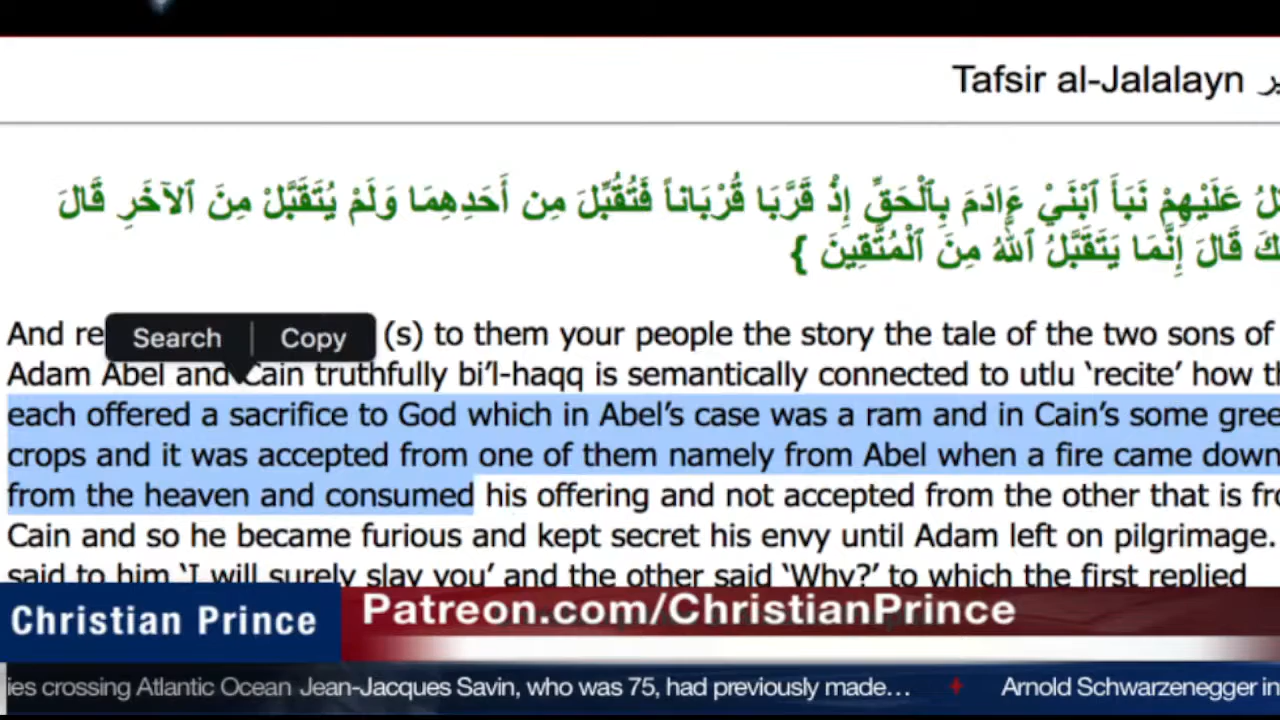 Tafsir al-Jalalayn
عَلَيْهِمْ نَبَأَ ٱبْنَيْ ءَادَمَ بِٱلْحَقِّ إِذْ قَرَّبَا قُرْبَاناً فَتُقُبِّلَ مِن أَحَدِهِمَا وَلَمْ يُتَقَبَّلْ مِنَ ٱلآخَرِ قَالَ
قَالَ إِنَّمَا يَتَقَبَّلُ ٱللَّهُ مِنَ ٱلْمُتَّقِينَ }
Search Copy
And re (s) to them your people the story the tale of the two sons of
Adam Abel and Cain truthfully bi’l-haqq is semantically connected to utlu ‘recite’ how th
each offered a sacrifice to God which in Abel’s case was a ram and in Cain’s some gree
crops and it was accepted from one of them namely from Abel when a fire came down
from the heaven and consumed his offering and not accepted from the other that is fro
Cain and so he became furious and kept secret his envy until Adam left on pilgrimage.
said to him ‘I will surely slay you’ and the other said ‘Why?’ to which the first replied
Christian Prince
Patreon.com/ChristianPrince
ies crossing Atlantic Ocean Jean-Jacques Savin, who was 75, had previously made… Arnold Schwarzenegger in